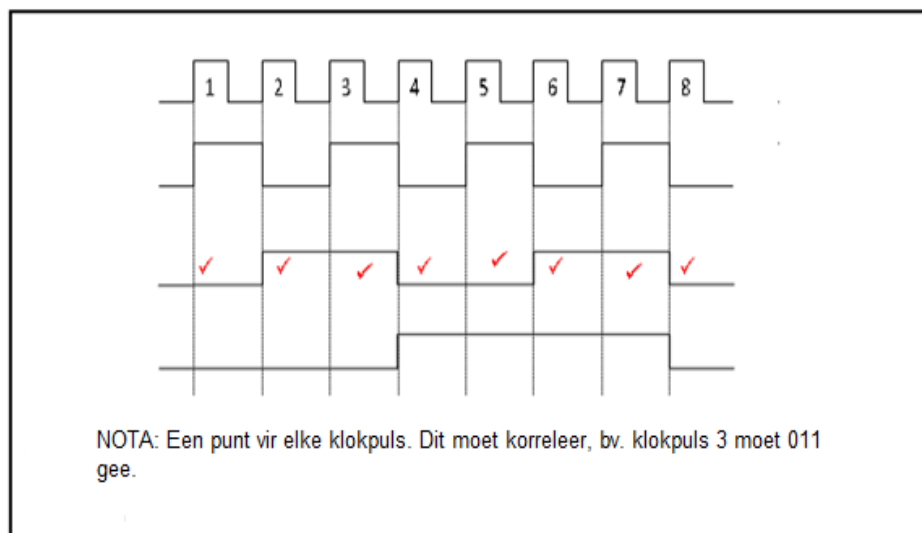 1 2 3 4 5 6 7 8
NOTA: Een punt vir elke klokpuls. Dit moet korreleer, bv. klokpuls 3 moet 011
gee.